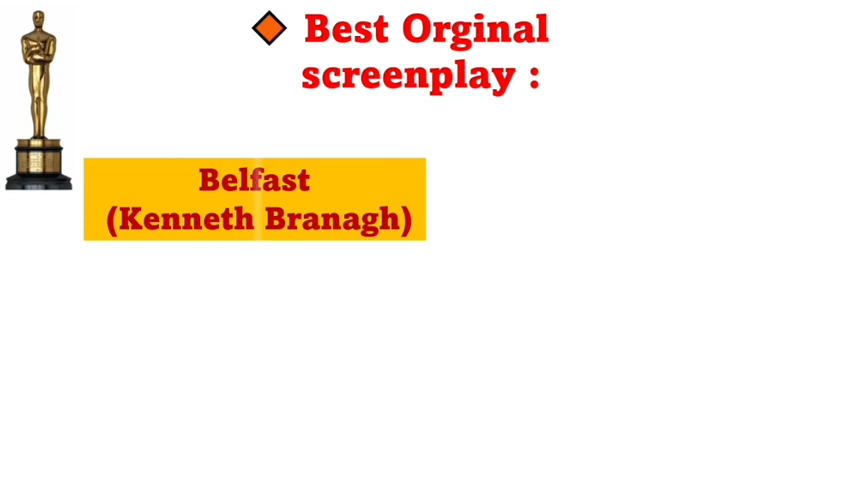 Best Orginal
screenplay :
Belfast
(Kenneth Branagh)